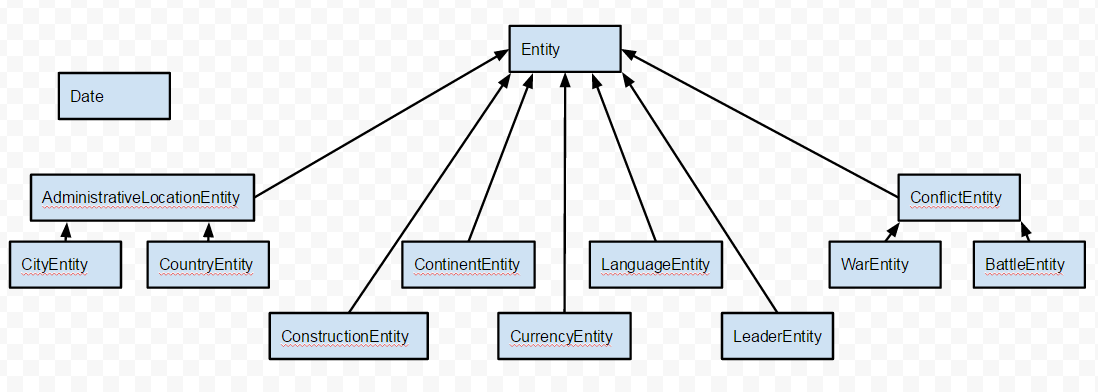 Entity
Date
AdministrativeLocationEntity
ConflictEntity
CityEntity
CountryEntity
ContinentEntity
LanguageEntity
WarEntity
BattleEntity
ConstructionEntity
CurrencyEntity
LeaderEntity